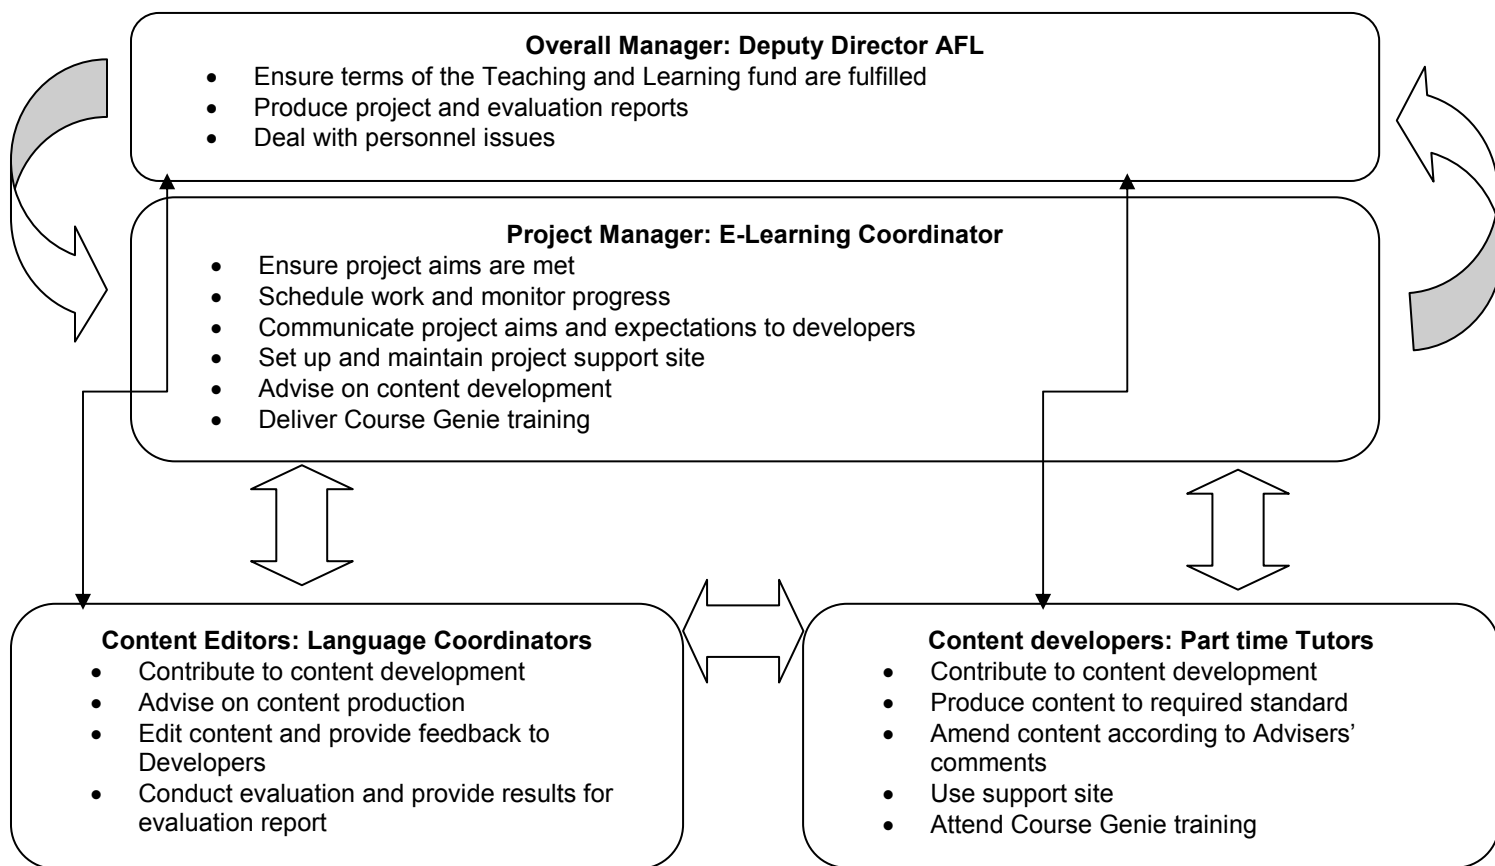 Overall Manager: Deputy Director AFL
• Ensure terms of the Teaching and Learning fund are fulfilled
• Produce project and evaluation reports
• Deal with personnel issues
Project Manager: E-Learning Coordinator
• Ensure project aims are met
• Schedule work and monitor progress
• Communicate project aims and expectations to developers
• Set up and maintain project support site
• Advise on content development
• Deliver Course Genie training
Content Editors: Language Coordinators
• Contribute to content development
• Advise on content production
• Edit content and provide feedback to
Developers
• Conduct evaluation and provide results for
evaluation report
Content developers: Part time Tutors
• Contribute to content development
• Produce content to required standard
• Amend content according to Advisers’
comments
• Use support site
• Attend Course Genie training